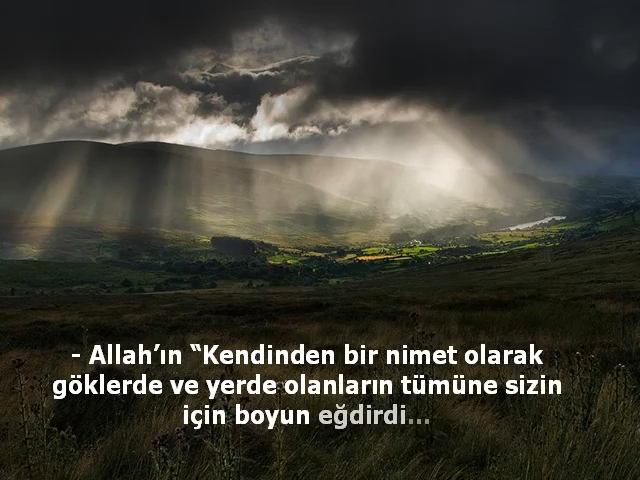 - Allah’ın “Kendinden bir nimet olarak
göklerde ve yerde olanların tümüne sizin
için boyun eğdirdi...